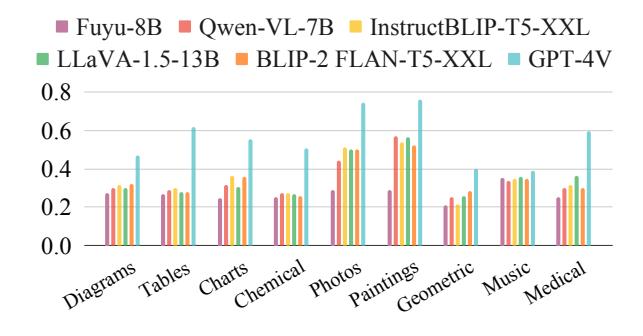 Fuyu-8B Qwen-VL-7B InstructBLIP-T5-XXL
LLaVA-1.5-13B BLIP-2 FLAN-T5-XXL GPT-4V
0.8
0.6
0.4
0.2
0.0
Diagrams Tables Charts Chemical Photos Paintings Geometric Music Medical